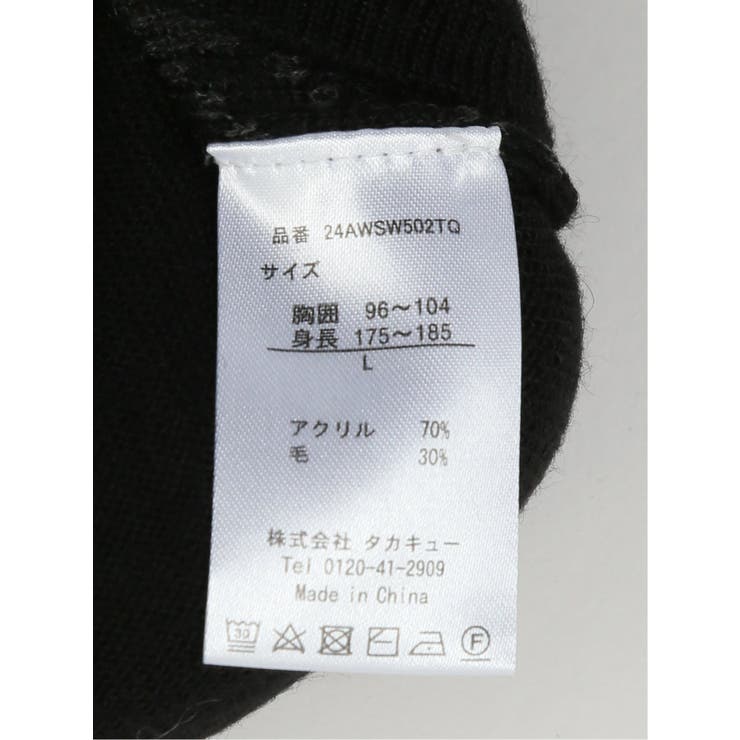 品番 24AWSW502TQ
サイズ
胸囲 96～104
身長 175～185
L
アクリル 70%
毛 30%
株式会社 タカキュー
Tel 0120-41-2909
Made in China
30
F